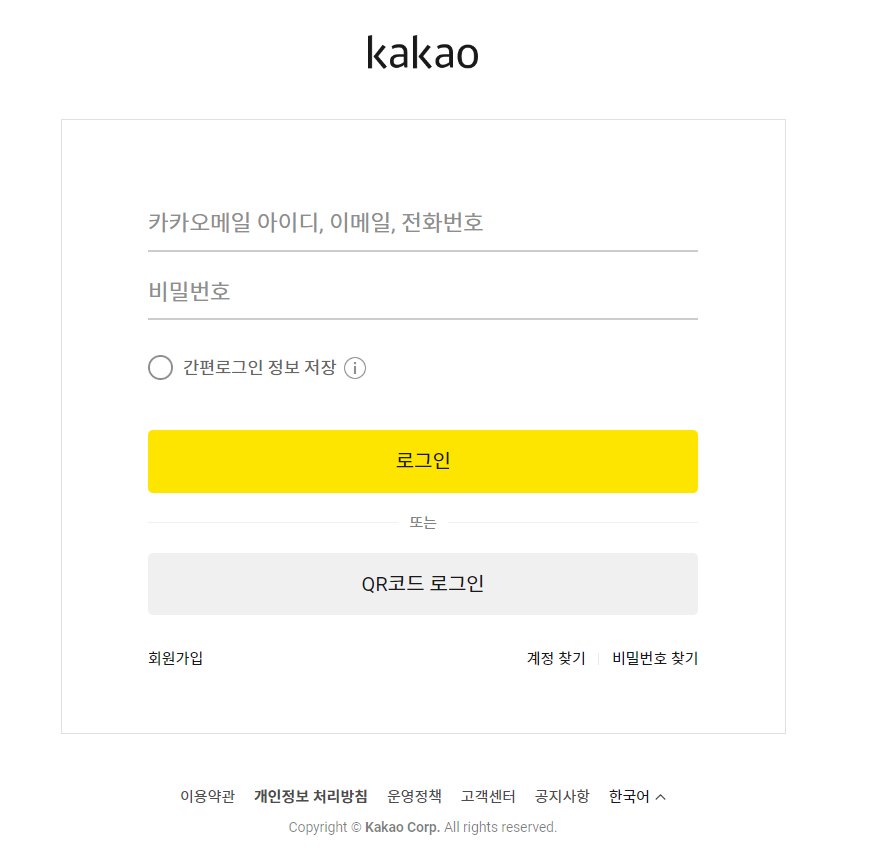 kakao
카카오메일 아이디, 이메일, 전화번호
비밀번호
간편로그인 정보 저장
로그인
또는
QR코드 로그인
회원가입 계정 찾기 비밀번호 찾기
이용약관 개인정보 처리방침 운영정책 고객센터 공지사항 한국어
Copyright © Kakao Corp. All rights reserved.